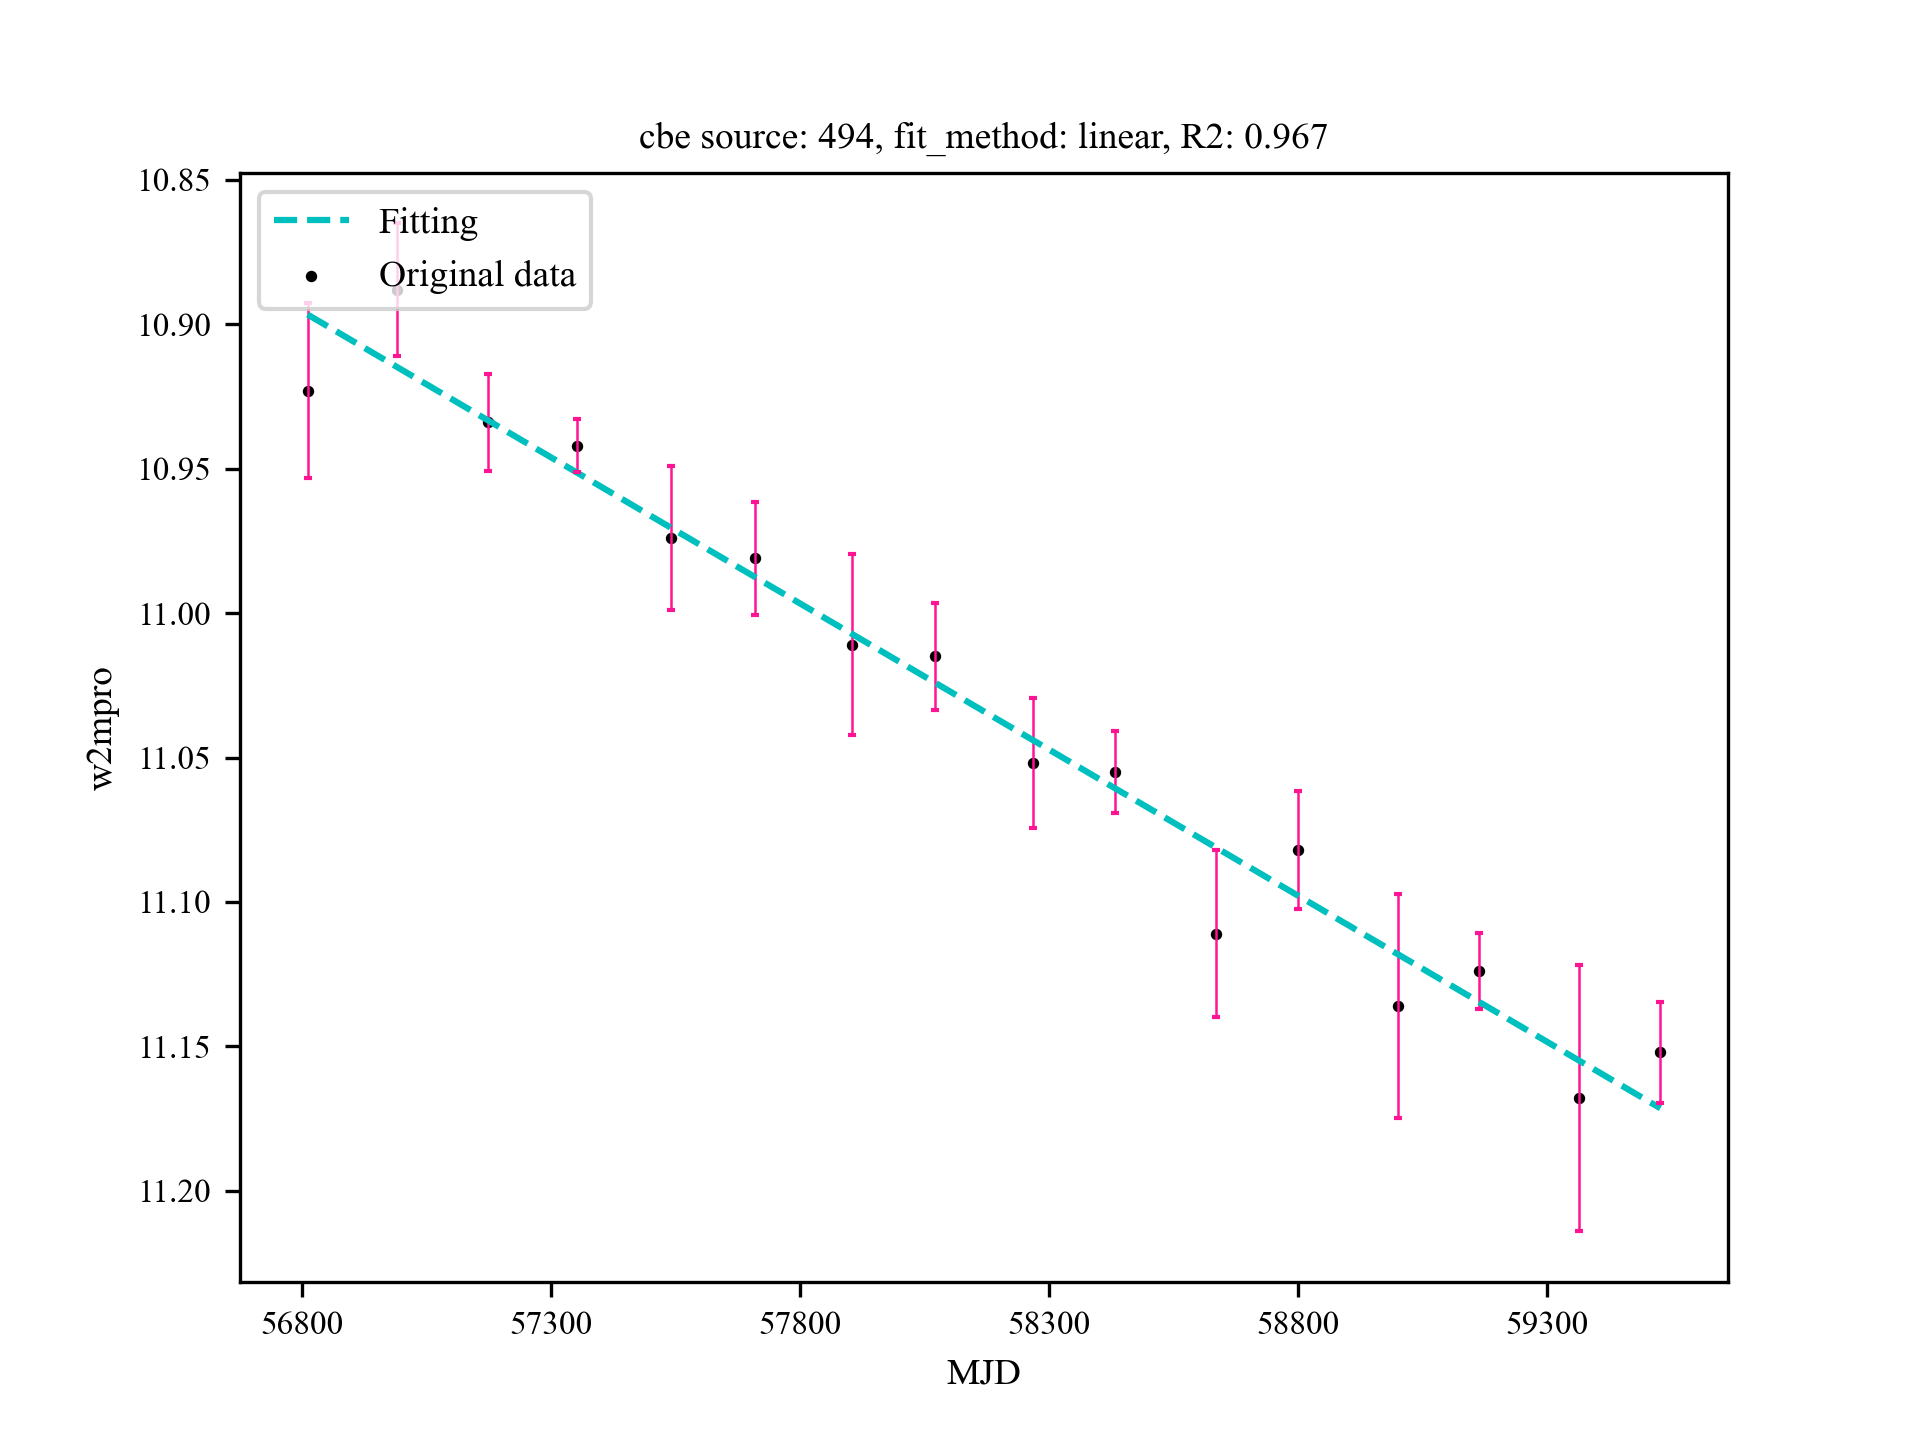 cbe source: 494, fit_method: linear, R2: 0.967
Fitting
Original data
10.85
10.90
10.95
11.00
11.05
11.10
11.15
11.20
w2mpro
56800 57300 57800 58300 58800 59300
MJD